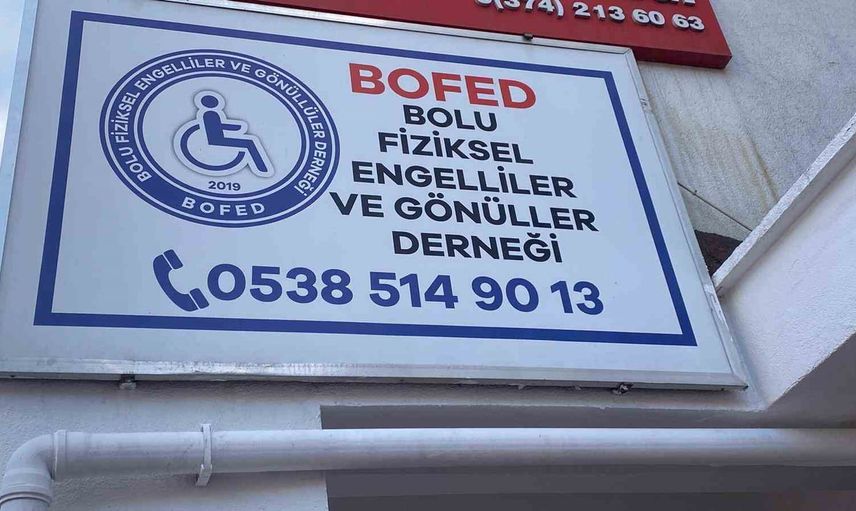 0(374) 213 60 63
BOLU FİZİKSEL ENGELLİLER VE GÖNÜLLÜLER DERNEĞİ
2019
BOFED
BOFED
BOLU
FİZİKSEL
ENGELLİLER
VE GÖNÜLLER
DERNEĞİ
0538 514 90 13